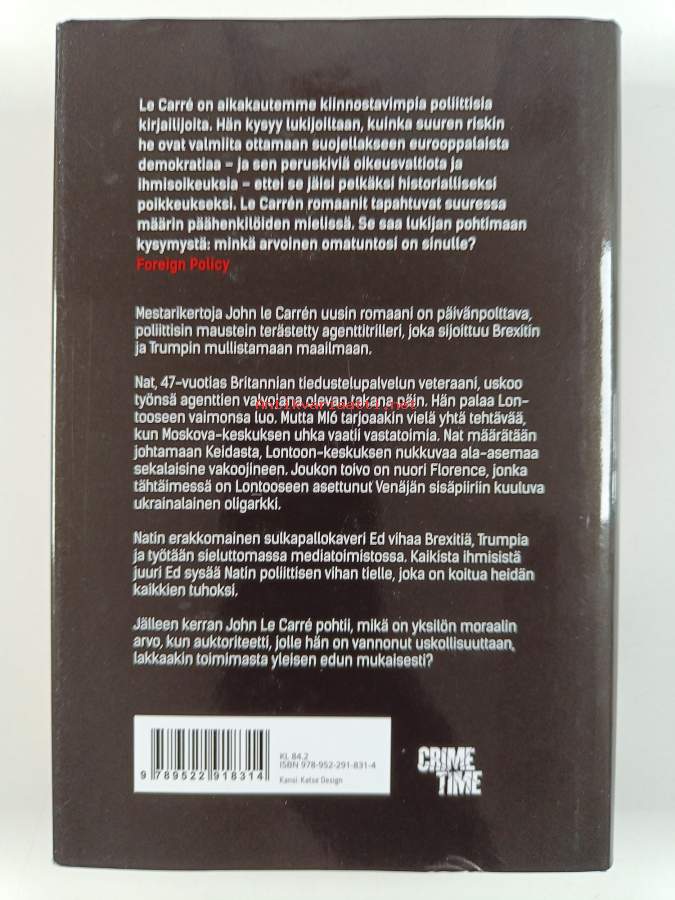 Le Carré on aikakautemme kiinnostavimpia poliittisia
kirjailijoita. Hän kysyy lukijoiltaan, kuinka suuren riskin
he ovat valmiita ottamaan suojellakseen eurooppalaista
demokratiaa – ja sen peruskiviä oikeusvaltiota ja
ihmisoikeuksia – ettei se jäisi pelkäksi historialliseksi
poikkeukseksi. Le Carrén romaanit tapahtuvat suuressa
määrin päähenkilöiden mielissä. Se saa lukijan pohtimaan
kysymystä: minkä arvoinen omatuntosi on sinulle?
Foreign Policy
Mestarikertoja John le Carrén uusin romaani on päivänpolttava,
poliittisin maustein terästetty agenttitrilleri, joka sijoittuu Brexitin
ja Trumpin mullistamaan maailmaan.
Nat, 47-vuotias Britannian tiedustelupalvelun veteraani, uskoo
työnsä agenttien valvojana olevan takana päin. Hän palaa Lon-
Antikvariaatti.net
tooseen vaimonsa luo. Mutta MI6 tarjoaakin vielä yhtä tehtävää,
kun Moskova-keskuksen uhka vaatii vastatoimia. Nat määrätään
johtamaan Keidasta, Lontoon-keskuksen nukkuvaa ala-asemaa
sekalaisine vakoojineen. Joukon toivo on nuori Florence, jonka
tähtäimessä on Lontooseen asettunut Venäjän sisäpiiriin kuuluva
ukrainalainen oligarkki.
Natin erakkomainen sulkapallokaveri Ed vihaa Brexitiä, Trumpia
ja työtään sieluttomassa mediatoimistossa. Kaikista ihmisistä
juuri Ed sysää Natin poliittisen vihan tielle, joka on koitua heidän
kaikkien tuhoksi.
Jälleen kerran John Le Carré pohtii, mikä on yksilön moraalin
arvo, kun auktoriteetti, jolle hän on vannonut uskollisuuttaan,
lakkaakin toimimasta yleisen edun mukaisesti?
KL 84.2
ISBN 978-952-291-831-4
Kansi: Katse Design
9 789522 918314
CRIME
TIME